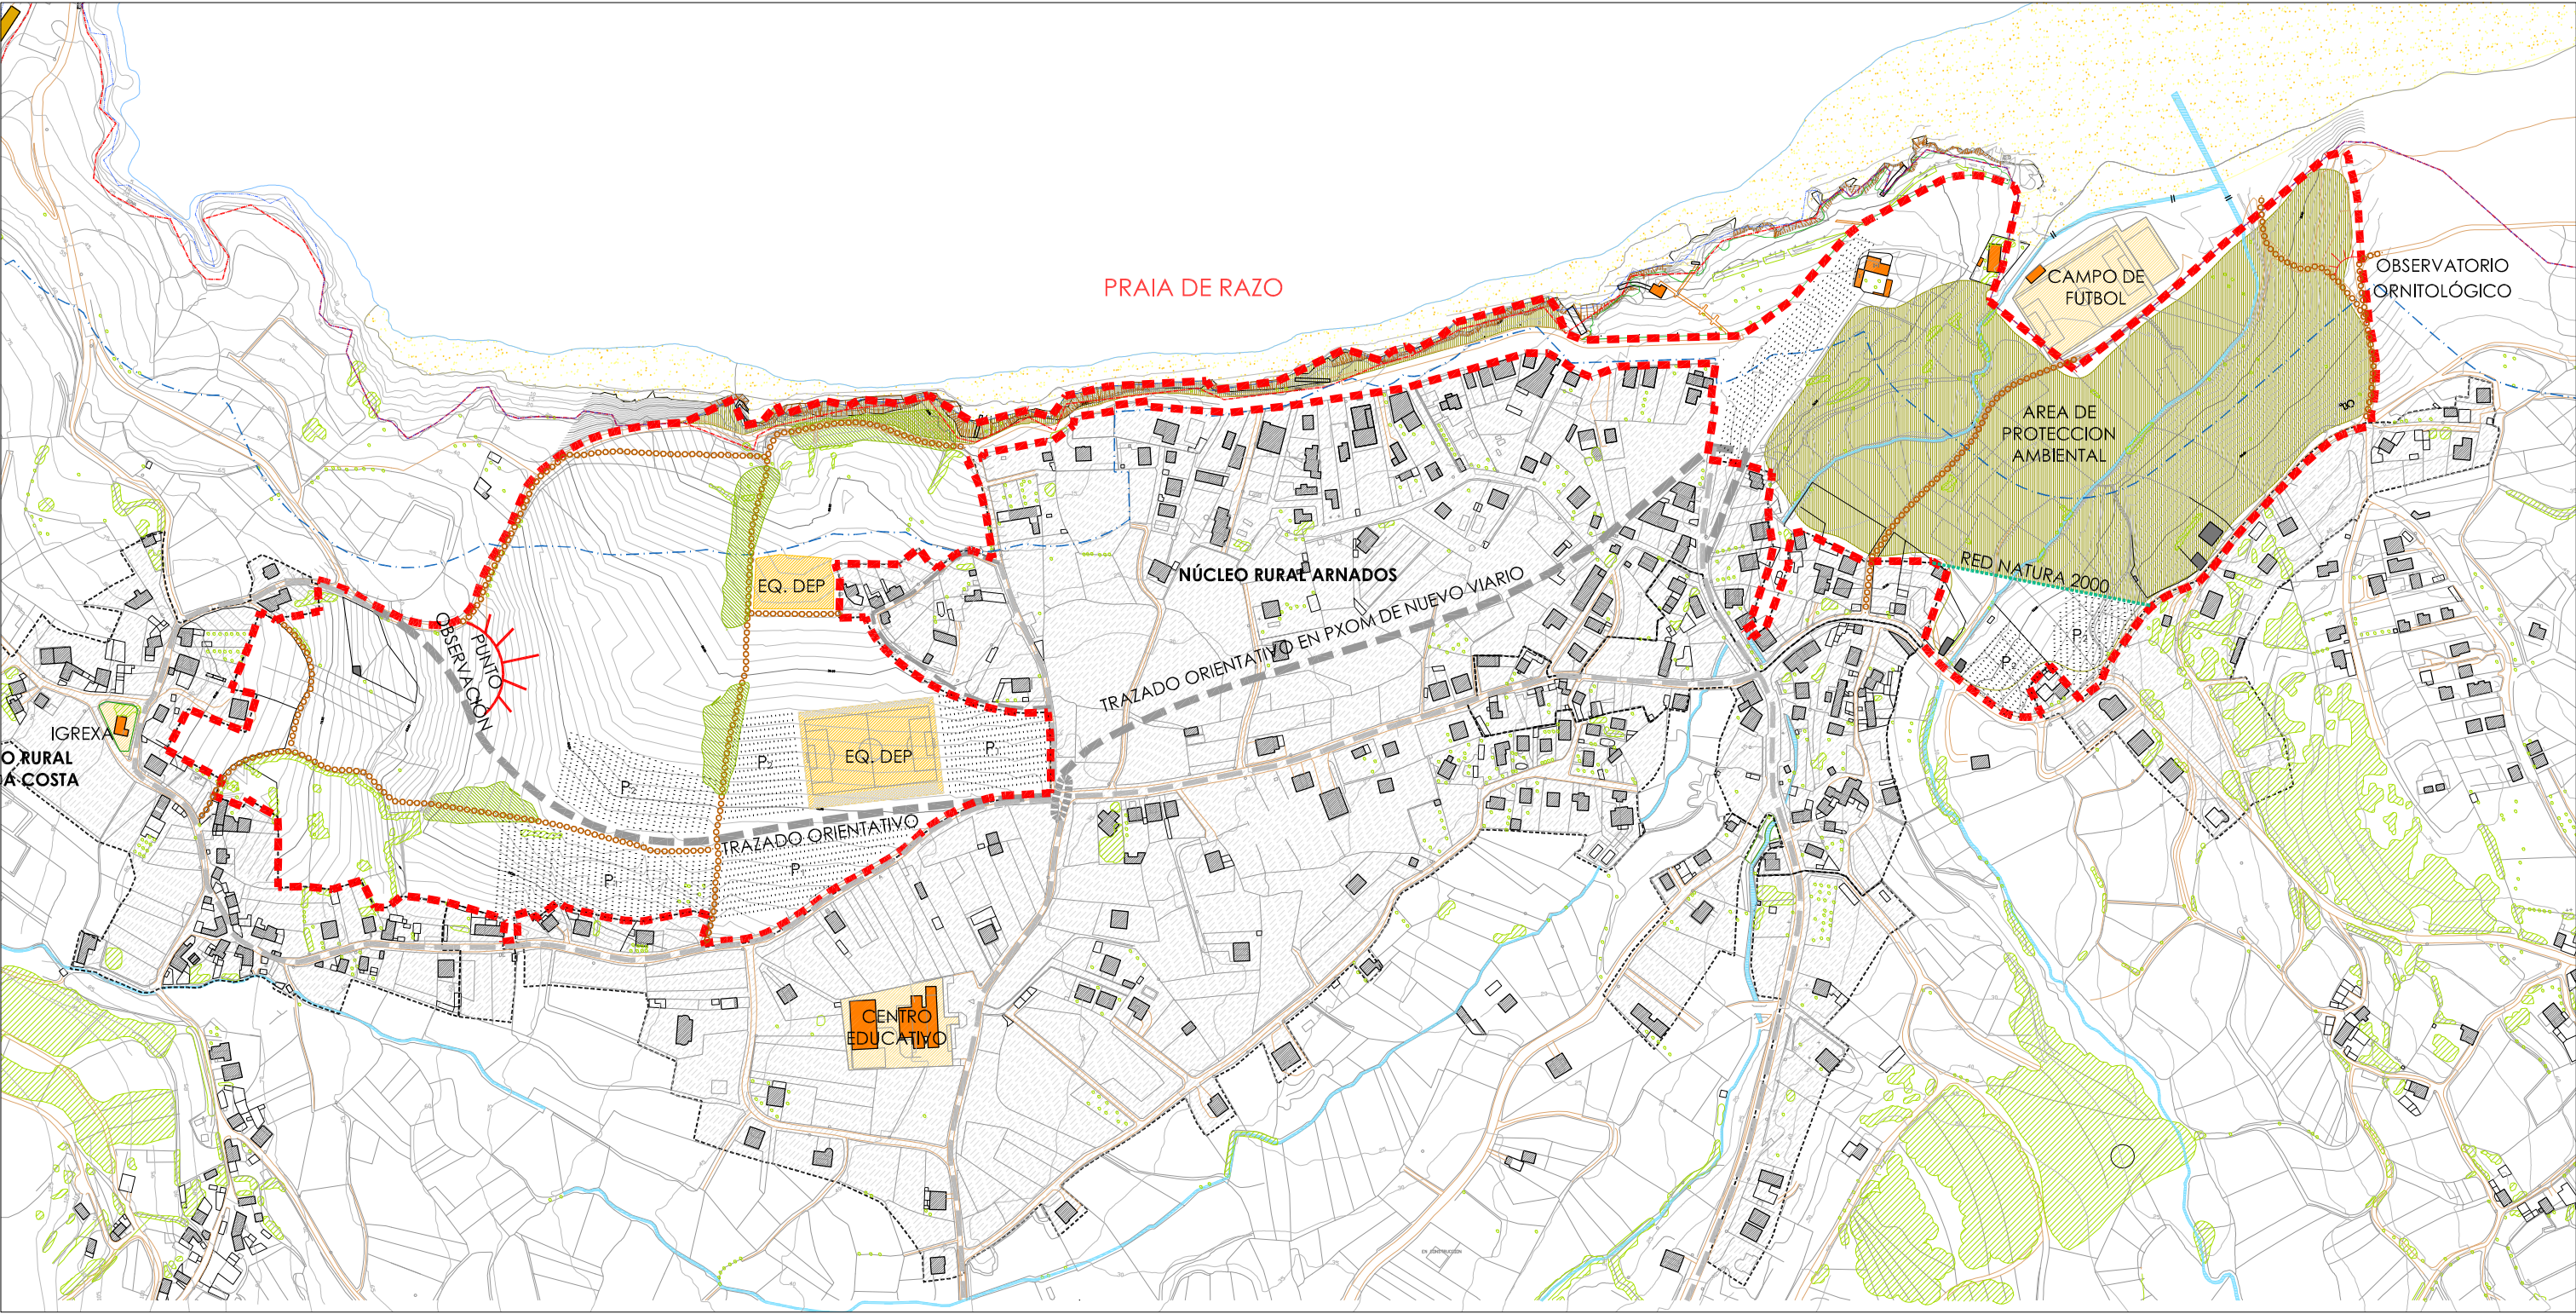 PRAIA DE RAZO
OBSERVATORIO
ORNITOLÓGICO
CAMPO DE
FUTBOL
AREA DE
PROTECCION
AMBIENTAL
RED NATURA 2000
NÚCLEO RURAL ARNADOS
TRAZADO ORIENTATIVO EN PXOM DE NUEVO VIARIO
EQ. DEP
PUNTO
OBSERVACIÓN
IGREXA
O RURAL
A COSTA
EQ. DEP
P2
P2
P1
P1
P1
TRAZADO ORIENTATIVO
CENTRO
EDUCATIVO
EN CONSTRUCCION